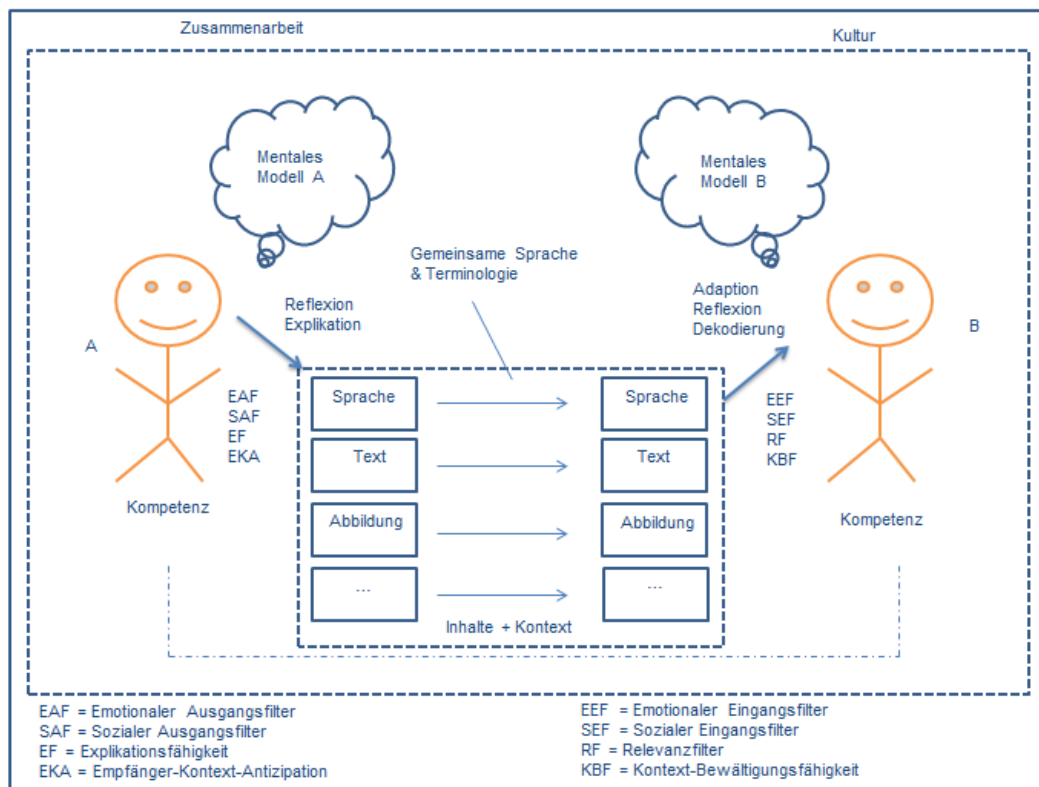 Zusammenarbeit
Kultur
Mentales
Modell A
Mentales
Modell B
Gemeinsame Sprache
& Terminologie
Reflexion
Explikation
Adaption
Reflexion
Dekodierung
A
B
EAF
SAF
EF
EKA
Sprache
Sprache
Text
Text
Abbildung
Abbildung
...
...
Inhalte + Kontext
EEF
SEF
RF
KBF
Kompetenz
Kompetenz
EAF = Emotionaler Ausgangsfilter
SAF = Sozialer Ausgangsfilter
EF = Explikationsfähigkeit
EKA = Empfänger-Kontext-Antizipation
EEF = Emotionaler Eingangsfilter
SEF = Sozialer Eingangsfilter
RF = Relevanzfilter
KBF = Kontext-Bewältigungsfähigkeit